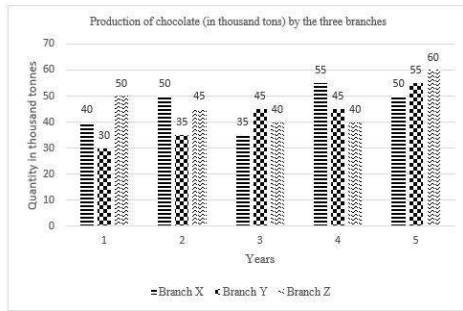 Production of chocolate (in thousand tons) by the three branches
Quantity in thousand tonnes
70
60
50
40
30
20
10
0
40 30 50
50 35 45
35 45 40
55 45 40
50 55 60
1 2 3 4 5
Years
Branch X Branch Y Branch Z